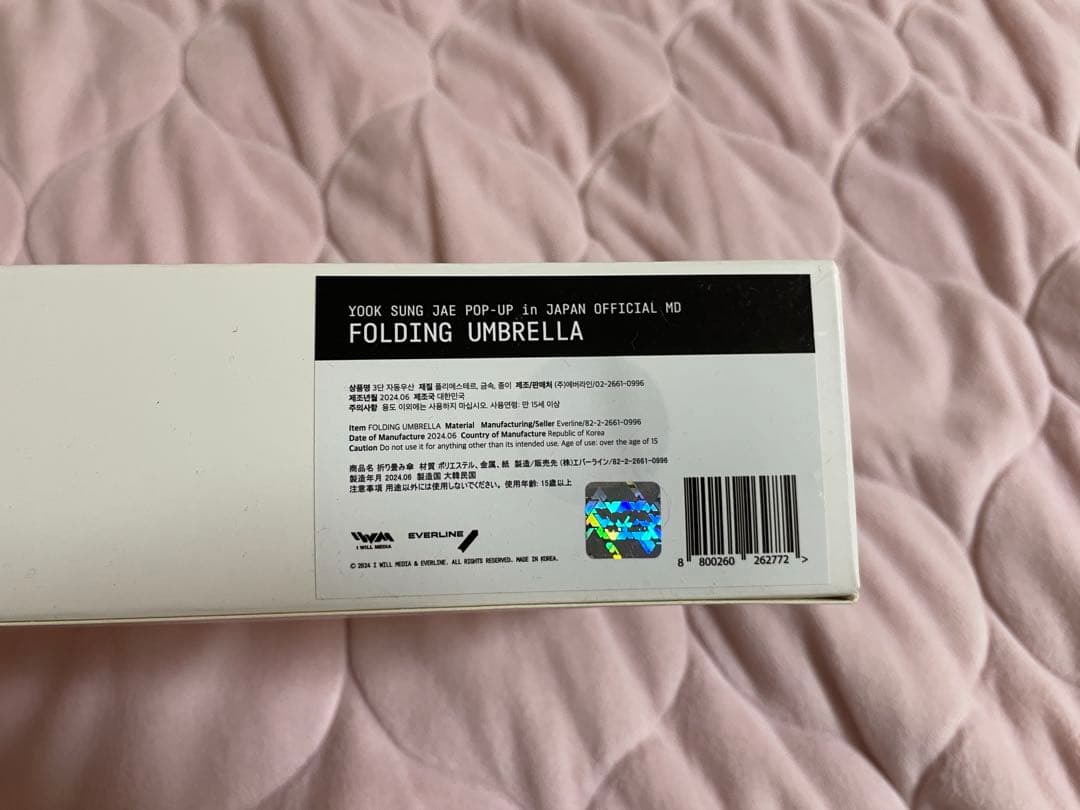 YOOK SUNG JAE POP-UP in JAPAN OFFICIAL MD
FOLDING UMBRELLA
상품명 3단 자동우산 재질 폴리에스테르, 금속, 종이 제조/판매처 (주)에버라인/02-2661-0996
제조년월 2024.06 제조국 대한민국
주의사항 용도 이외에는 사용하지 마십시오. 사용연령: 만 15세 이상
Item FOLDING UMBRELLA Material Manufacturing/Seller Everline/82-2-2661-0996
Date of Manufacture 2024.06 Country of Manufacture Republic of Korea
Caution Do not use it for anything other than its intended use. Age of use: over the age of 15
商品名 折り畳み傘 材質 ポリエステル、金属、紙 製造/販売先 (株)エバーライン/82-2-2661-0996
製造年月 2024.06 製造国 大韓民国
注意事項 用途以外には使用しないでください。 使用年齢: 15歳以上
IWM EVERLINE
I WILL MEDIA
© 2024 I WILL MEDIA & EVERLINE. ALL RIGHTS RESERVED. MADE IN KOREA.
8 800260 262772 >